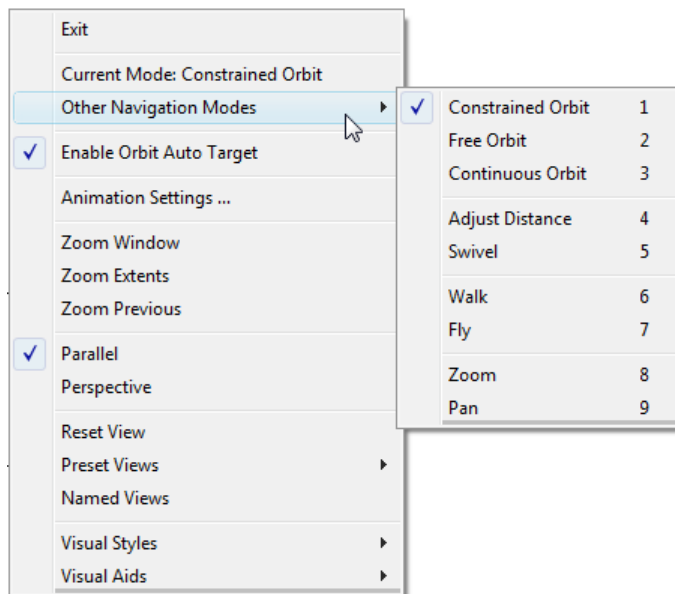 Exit
Current Mode: Constrained Orbit
Other Navigation Modes
Enable Orbit Auto Target
Animation Settings ...
Zoom Window
Zoom Extents
Zoom Previous
Parallel
Perspective
Reset View
Preset Views
Named Views
Visual Styles
Visual Aids
Constrained Orbit 1
Free Orbit 2
Continuous Orbit 3
Adjust Distance 4
Swivel 5
Walk 6
Fly 7
Zoom 8
Pan 9